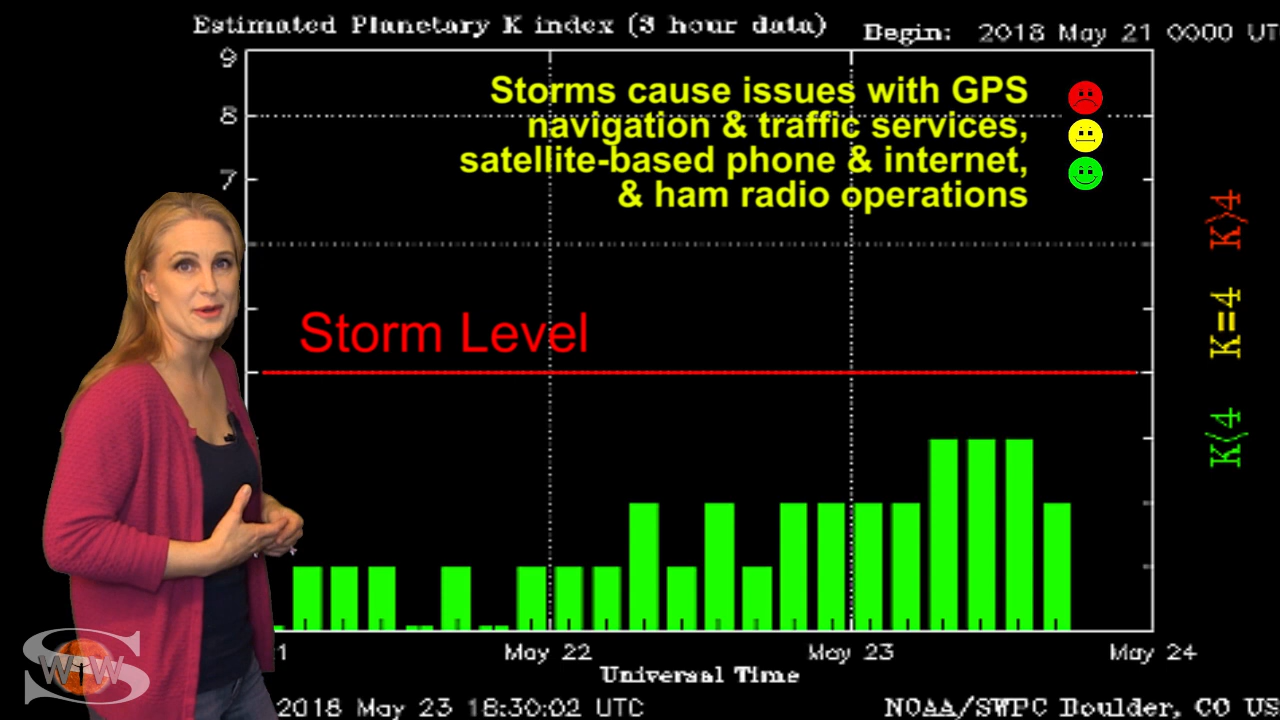 Estimated Planetary K index (3 hour data)
Begin: 2018 May 21 0000 UT
9
8
7
Storms cause issues with GPS
navigation & traffic services,
satellite-based phone & internet,
& ham radio operations
Storm Level
K>4
K=4
K<4
1
May 22
May 23
May 24
Universal Time
2018 May 23 18:30:02 UTC
NOAA/SWPC Boulder, CO US
S
WTW